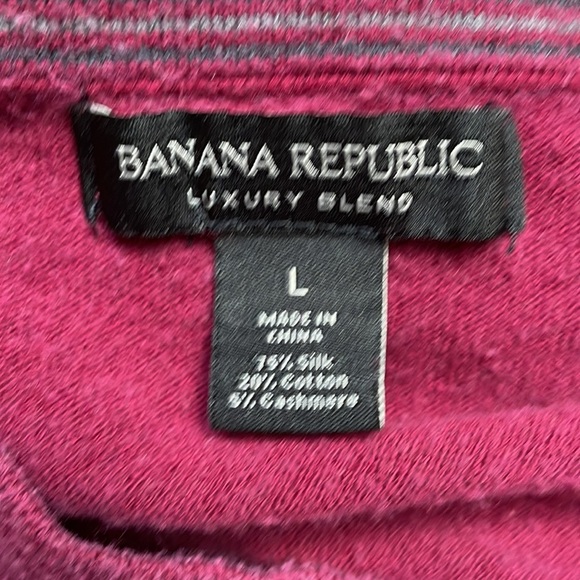 BANANA REPUBLIC
LUXURY BLEND
L
MADE IN
CHINA
75% Silk
20% Cotton
5% Cashmere